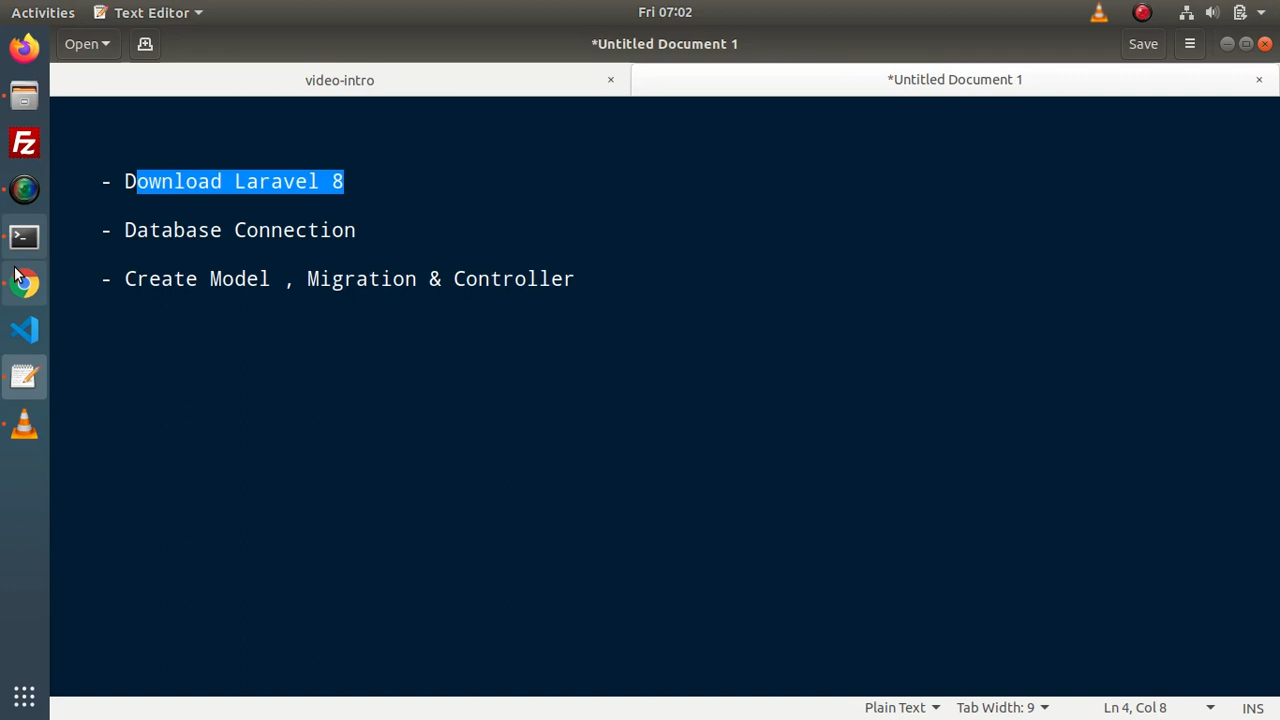 Activities Text Editor Fri 07:02
Open *Untitled Document 1 Save
video-intro × *Untitled Document 1 ×
- Download Laravel 8
- Database Connection
- Create Model , Migration & Controller
Plain Text Tab Width: 9 Ln 4, Col 8 INS